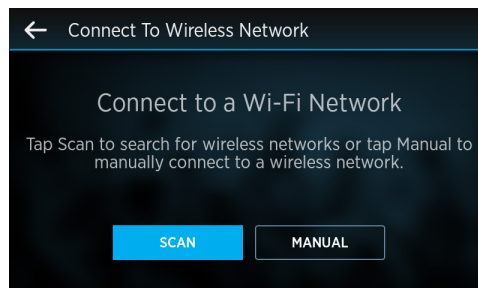 Connect To Wireless Network
Connect to a Wi-Fi Network
Tap Scan to search for wireless networks or tap Manual to
manually connect to a wireless network.
SCAN
MANUAL